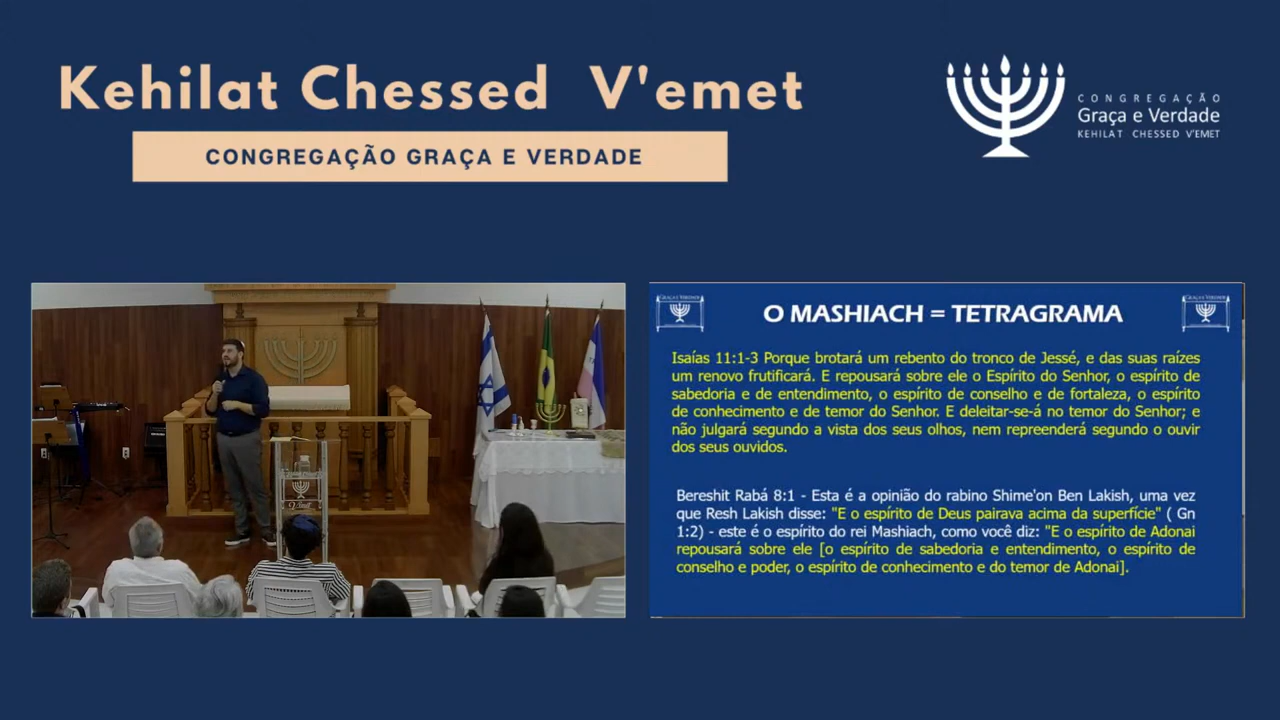 Kehilat Chessed V'emet
CONGREGAÇÃO GRAÇA E VERDADE
CONGREGAÇÃO
Graça e Verdade
KEHILAT CHESSED V'EMET
GRAÇA E VERDADE
O MASHIACH = TETRAGRAMA
GRAÇA E VERDADE
Isaías 11:1-3 Porque brotará um rebento do tronco de Jessé, e das suas raízes
um renovo frutificará. E repousará sobre ele o Espírito do Senhor, o espírito de
sabedoria e de entendimento, o espírito de conselho e de fortaleza, o espírito
de conhecimento e de temor do Senhor. E deleitar-se-á no temor do Senhor; e
não julgará segundo a vista dos seus olhos, nem repreenderá segundo o ouvir
dos seus ouvidos.
Bereshit Rabá 8:1 - Esta é a opinião do rabino Shime'on Ben Lakish, uma vez
que Resh Lakish disse: "E o espírito de Deus pairava acima da superfície" ( Gn
1:2) - este é o espírito do rei Mashiach, como você diz: "E o espírito de Adonai
repousará sobre ele [o espírito de sabedoria e entendimento, o espírito de
conselho e poder, o espírito de conhecimento e do temor de Adonai].